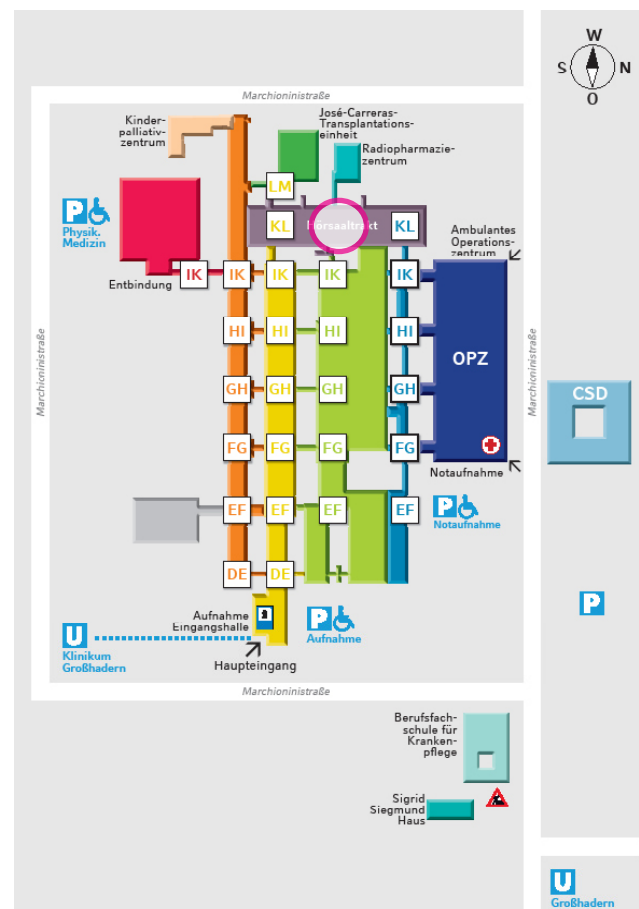 W
S
N
O
Marchioninistraße
Kinder-
palliativ-
zentrum
José-Carreras-
Transplantations-
einheit
Radiopharmazie-
zentrum
LM
P
Physik.
Medizin
KL
Hörsaaltrakt
KL
Ambulantes
Operations-
zentrum
Entbindung
IK
IK
IK
IK
IK
HI
HI
HI
HI
OPZ
Marchioninistraße
Marchioninistraße
CSD
GH
GH
GH
GH
FG
FG
FG
FG
Notaufnahme
EF
EF
EF
EF
P
Notaufnahme
DE
DE
P
Aufnahme
Eingangshalle
P
Aufnahme
U
Klinikum
Großhadern
Haupteingang
Marchioninistraße
Berufsfach-
schule für
Kranken-
pflege
Sigrid
Siegmund
Haus
U
Großhadern